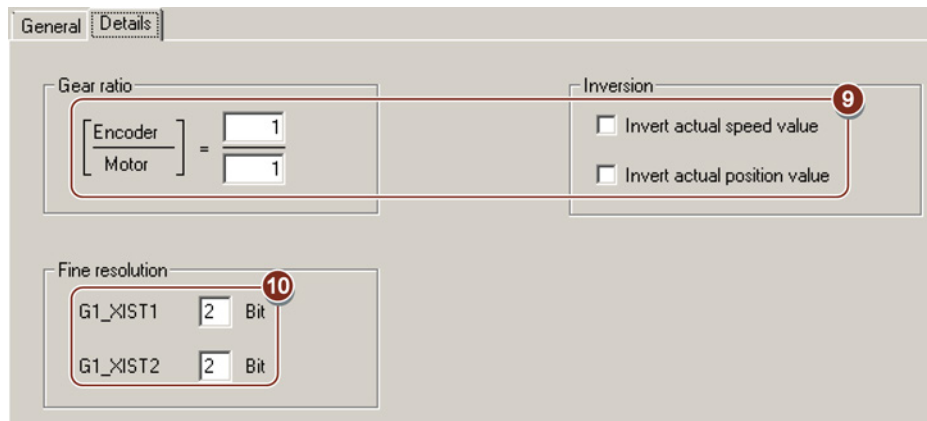 General Details
Gear ratio
Inversion
9
Encoder
Motor
=
1
1
Invert actual speed value
Invert actual position value
Fine resolution
10
G1_XIST1 2 Bit
G1_XIST2 2 Bit